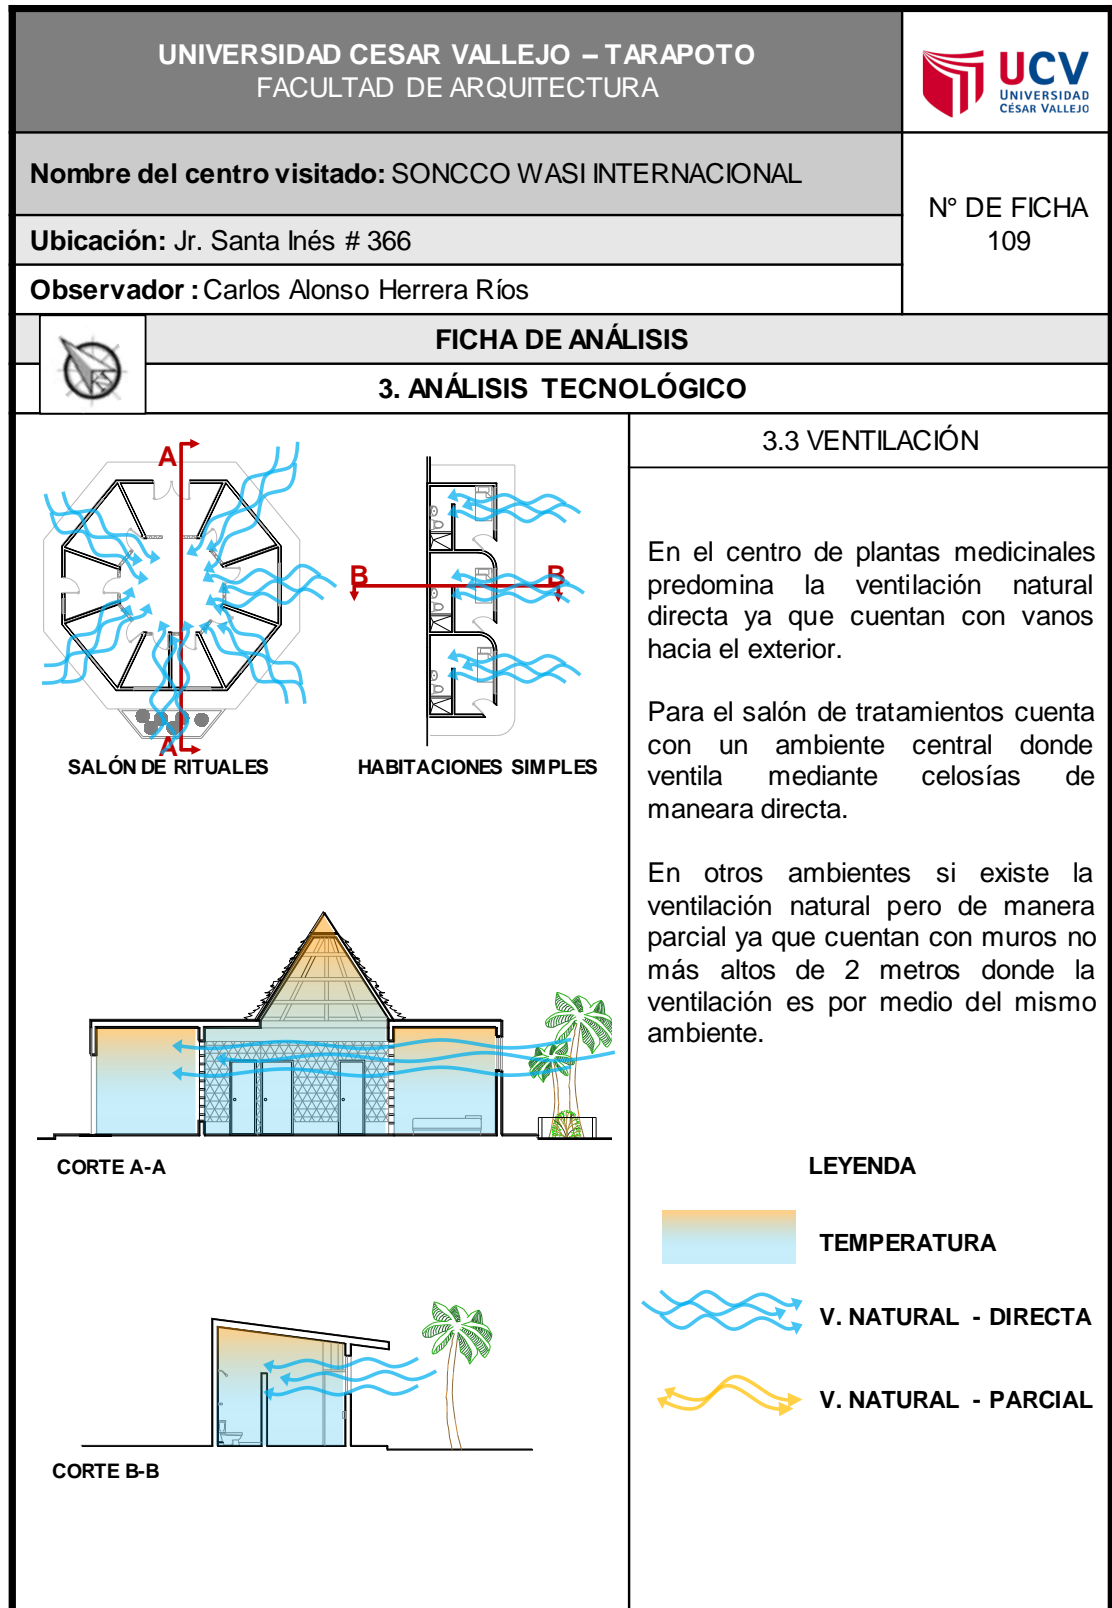 UNIVERSIDAD CESAR VALLEJO – TARAPOTO
FACULTAD DE ARQUITECTURA
UCV
UNIVERSIDAD
CÉSAR VALLEJO
Nombre del centro visitado: SONCCO WASI INTERNACIONAL
N° DE FICHA
109
Ubicación: Jr. Santa Inés # 366
Observador : Carlos Alonso Herrera Ríos
FICHA DE ANÁLISIS
3. ANÁLISIS TECNOLÓGICO
3.3 VENTILACIÓN
A
A
SALÓN DE RITUALES
B
B
HABITACIONES SIMPLES
En el centro de plantas medicinales
predomina la ventilación natural
directa ya que cuentan con vanos
hacia el exterior.
Para el salón de tratamientos cuenta
con un ambiente central donde
ventila mediante celosías de
maneara directa.
En otros ambientes si existe la
ventilación natural pero de manera
parcial ya que cuentan con muros no
más altos de 2 metros donde la
ventilación es por medio del mismo
ambiente.
CORTE A-A
CORTE B-B
LEYENDA
TEMPERATURA
V. NATURAL - DIRECTA
V. NATURAL - PARCIAL